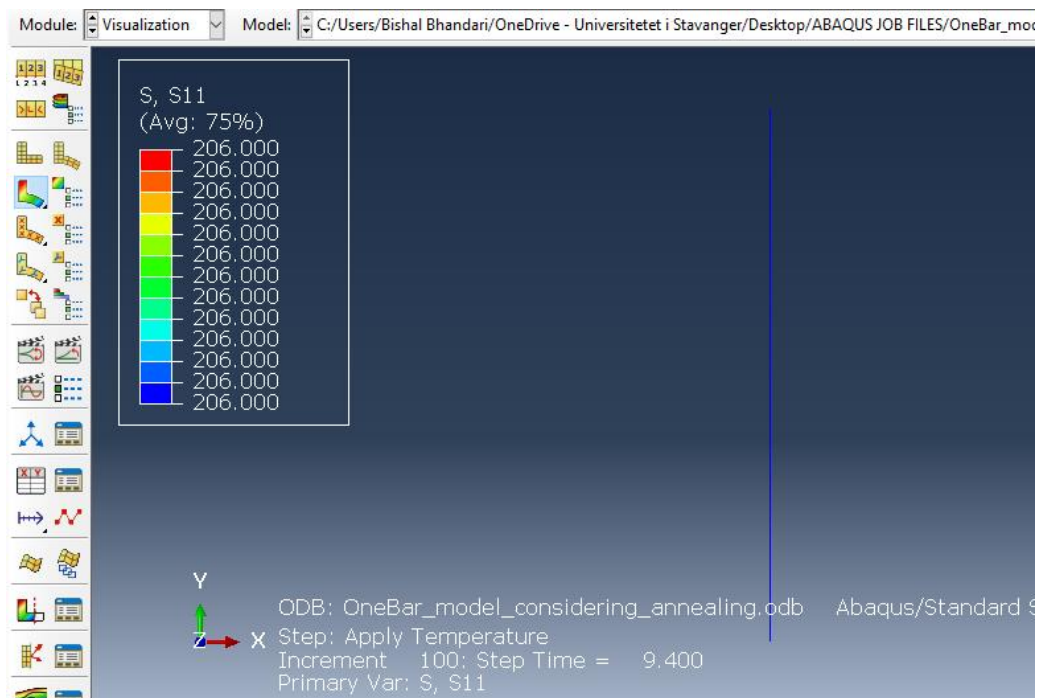 Module: Visualization Model: C:/Users/Bishal Bhandari/OneDrive - Universitetet i Stavanger/Desktop/ABAQUS JOB FILES/OneBar_mo
S, S11
(Avg: 75%)
206.000
206.000
206.000
206.000
206.000
206.000
206.000
206.000
206.000
206.000
206.000
206.000
206.000
Y
Z X
ODB: OneBar_model_considering_annealing.odb Abaqus/Standard S
Step: Apply Temperature
Increment 100: Step Time = 9.400
Primary Var: S, S11